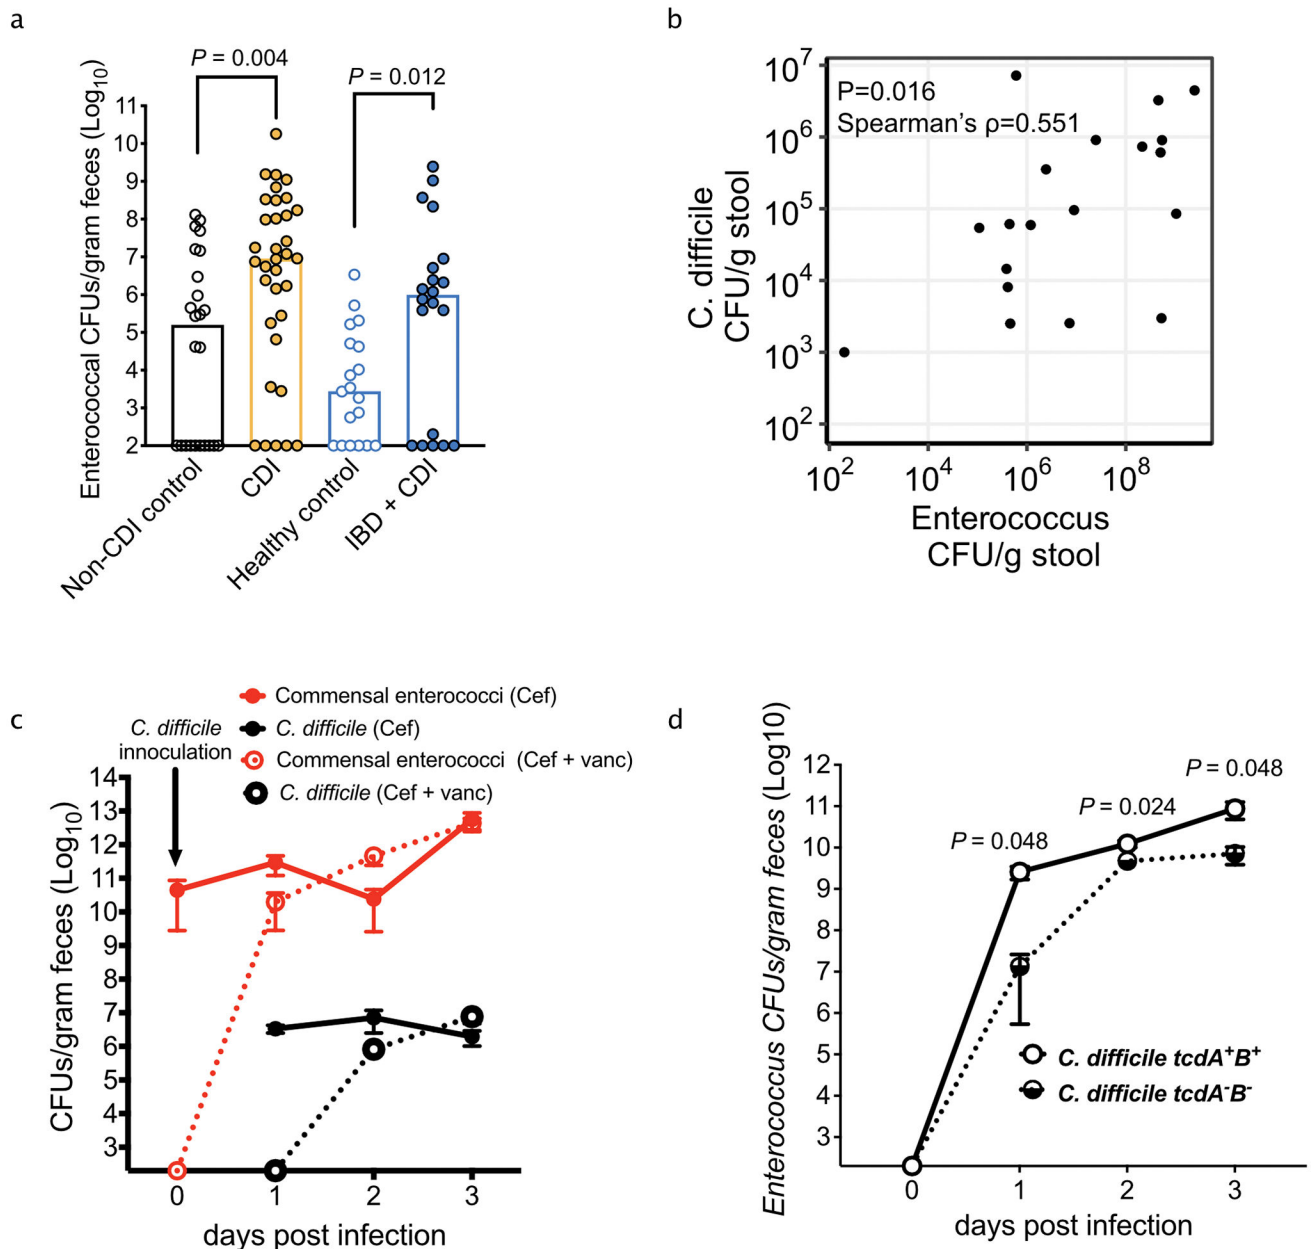 a
P = 0.004
P = 0.012
Enterococcal CFUs/gram feces (Log10)
11
10
9
8
7
6
5
4
3
2
Non-CDI control
CDI
Healthy control
IBD + CDI
b
P=0.016
Spearman's ρ=0.551
C. difficile
CFU/g stool
10^7
10^6
10^5
10^4
10^3
10^2
10^2
10^4
10^6
10^8
Enterococcus
CFU/g stool
c
Commensal enterococci (Cef)
C. difficile (Cef)
Commensal enterococci (Cef + vanc)
C. difficile (Cef + vanc)
C. difficile
innoculation
CFUs/gram feces (Log10)
14
13
12
11
10
9
8
7
6
5
4
3
0
1
2
3
days post infection
d
Enterococcus CFUs/gram feces (Log10)
12
11
10
9
8
7
6
5
4
3
P = 0.048
P = 0.024
P = 0.048
C. difficile tcdA+B+
C. difficile tcdA-B-
0
1
2
3
days post infection